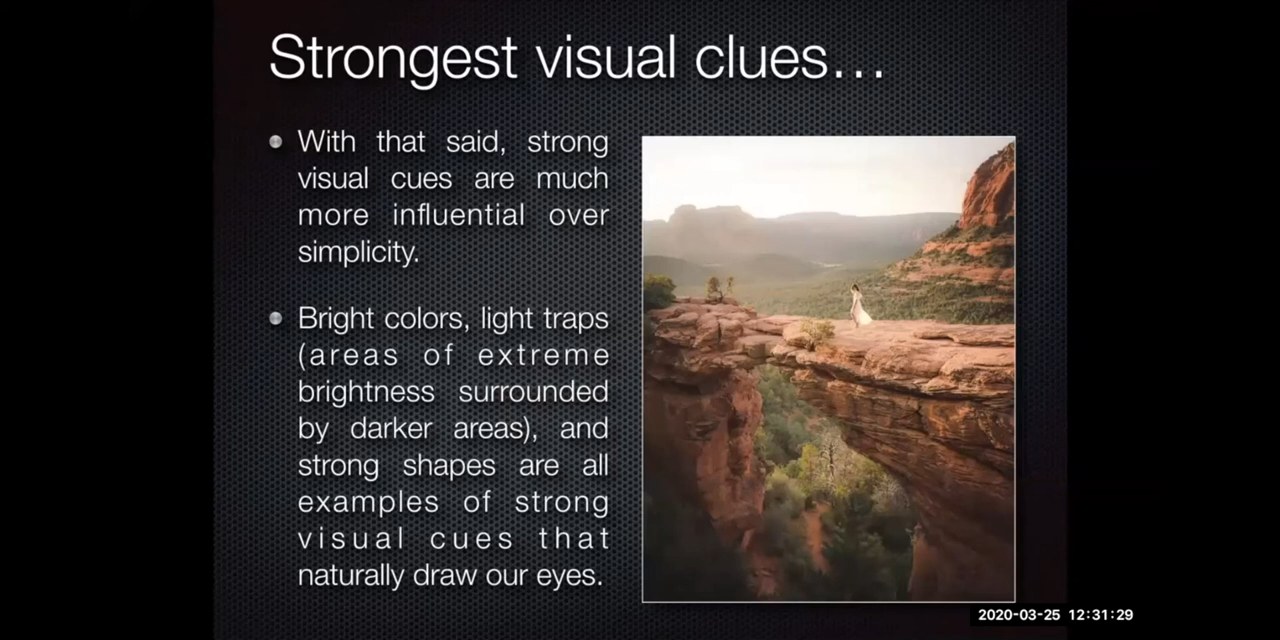 Strongest visual clues...
With that said, strong
visual cues are much
more influential over
simplicity.
Bright colors, light traps
(areas of extreme
brightness surrounded
by darker areas), and
strong shapes are all
examples of strong
visual cues that
naturally draw our eyes.
2020-03-25 12:31:29